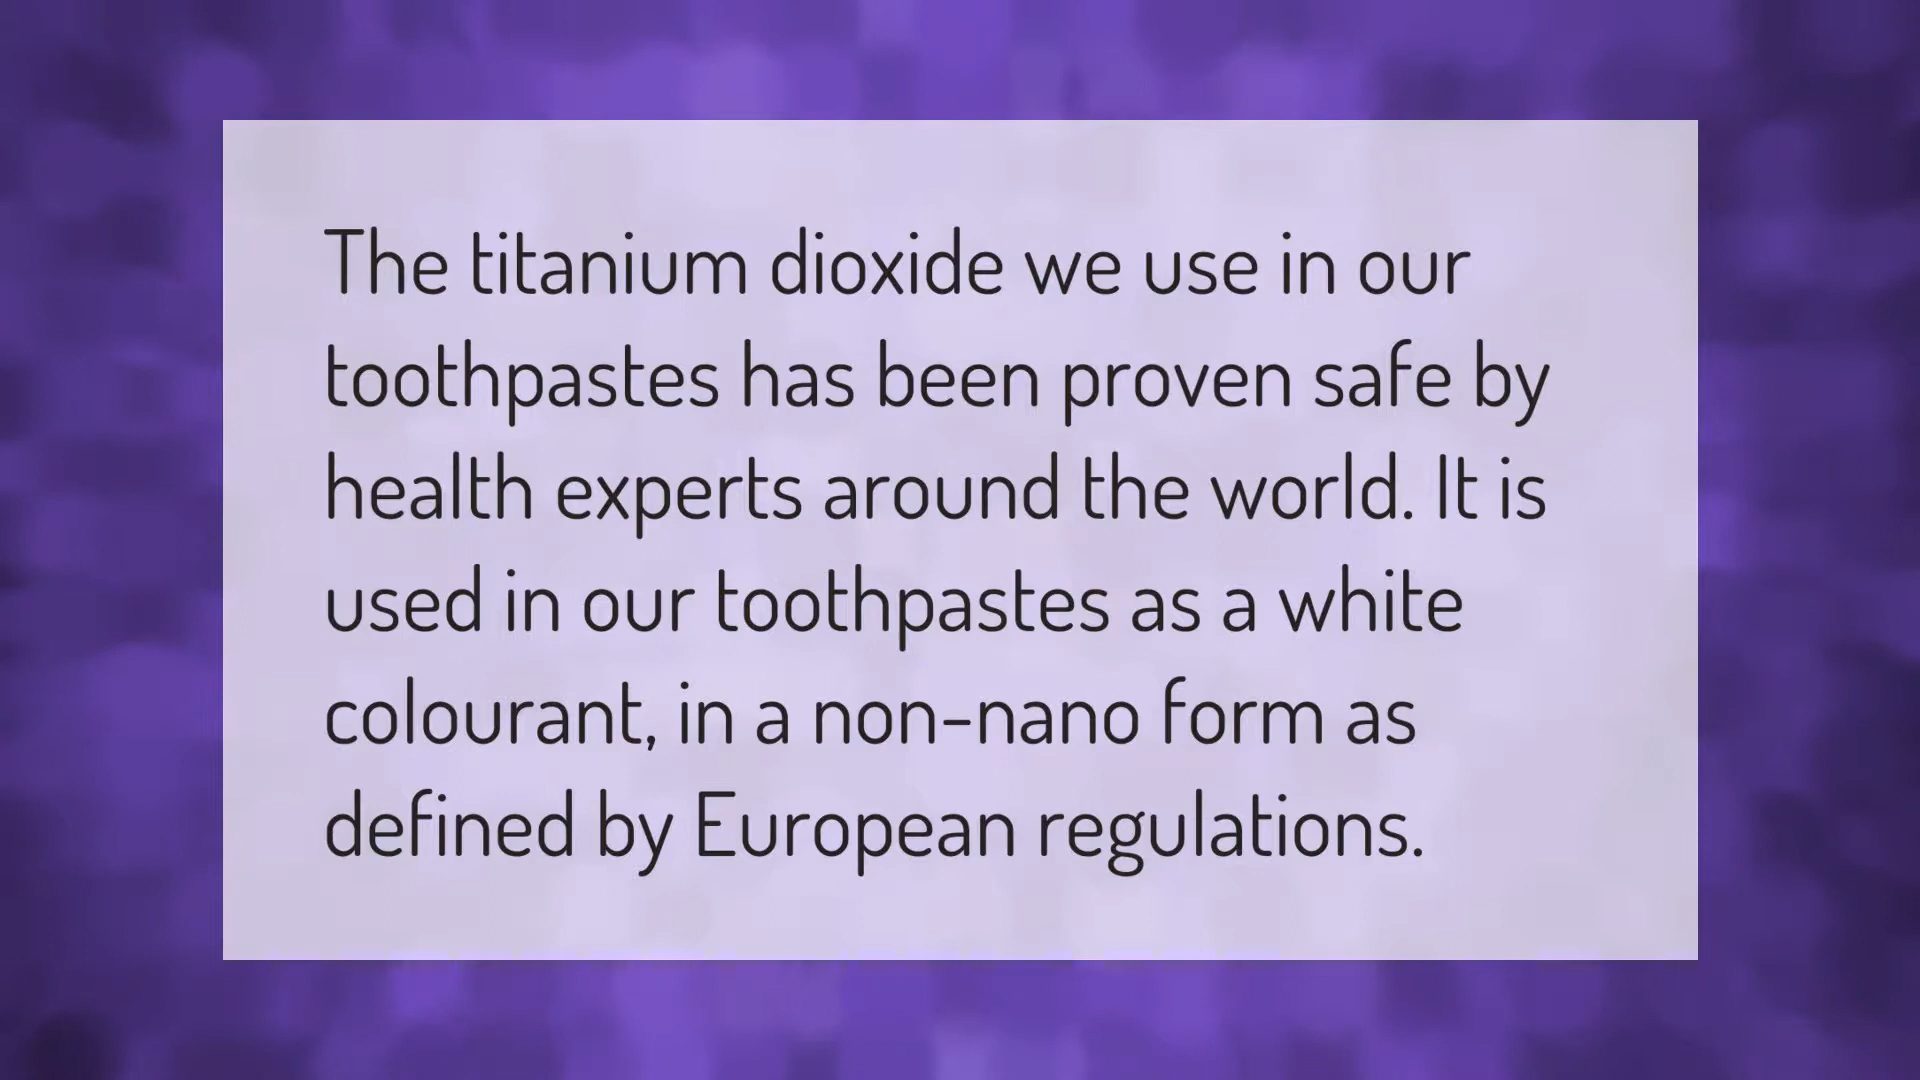 The titanium dioxide we use in our
toothpastes has been proven safe by
health experts around the world. It is
used in our toothpastes as a white
colourant, in a non-nano form as
defined by European regulations.